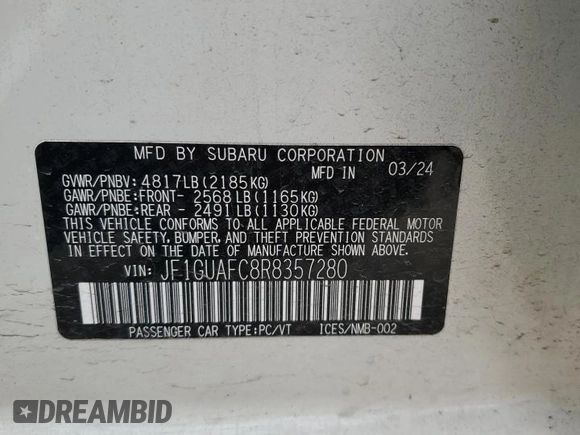 MFD BY SUBARU CORPORATION
MFD IN 03/24
GVWR/PNBV: 4817LB(2185KG)
GAWR/PNBE:FRONT- 2568LB(1165KG)
GAWR/PNBE:REAR - 2491LB(1130KG)
THIS VEHICLE CONFORMS TO ALL APPLICABLE FEDERAL MOTOR
VEHICLE SAFETY, BUMPER, AND THEFT PREVENTION STANDARDS
IN EFFECT ON THE DATE OF MANUFACTURE SHOWN ABOVE.
VIN: JF1GUAFC8R8357280
PASSENGER CAR TYPE:PC/VT ICES/NMB-002
DREAMBID